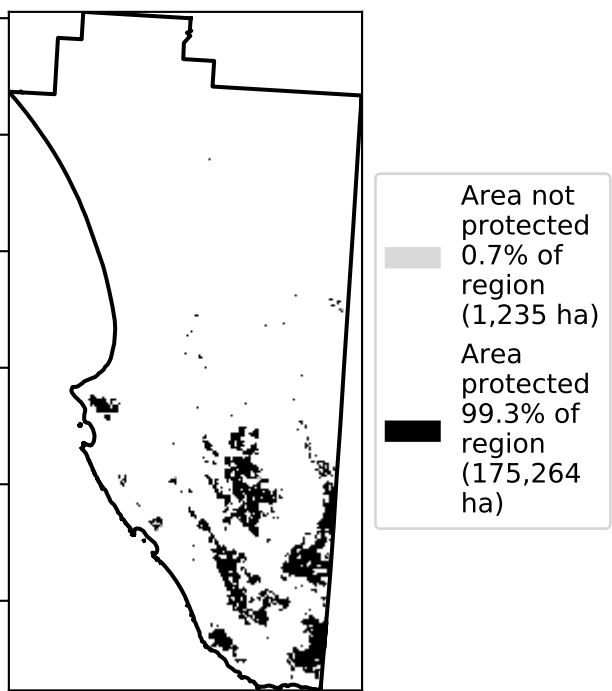 Area not
protected
0.7% of
region
(1,235 ha)
Area
protected
99.3% of
region
(175,264
ha)